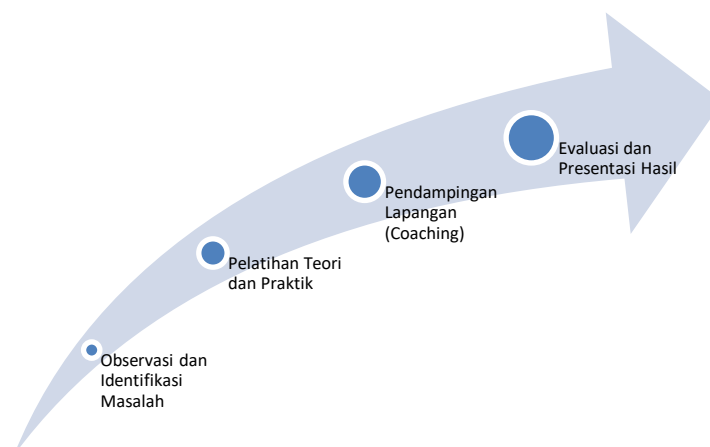 Observasi dan
Identifikasi
Masalah
Pelatihan Teori
dan Praktik
Pendampingan
Lapangan
(Coaching)
Evaluasi dan
Presentasi Hasil